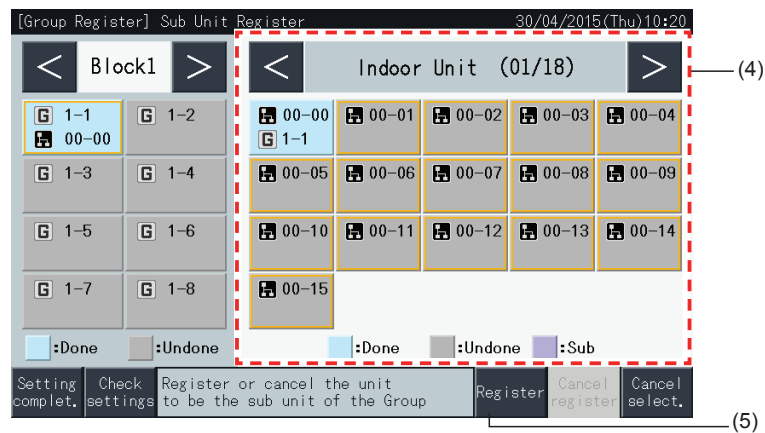 [Group Register] Sub Unit Register 30/04/2015(Thu)10:20
< Block1 > < Indoor Unit (01/18) >
(4)
G 1-1 G 1-2
00-00
G 1-3 G 1-4
G 1-5 G 1-6
G 1-7 G 1-8
:Done :Undone
00-00 00-01 00-02 00-03 00-04
G 1-1
00-05 00-06 00-07 00-08 00-09
00-10 00-11 00-12 00-13 00-14
00-15
:Done :Undone :Sub
Setting
complet.
Check
settings
Register or cancel the unit
to be the sub unit of the Group
Register
Cancel
register
Cancel
select.
(5)